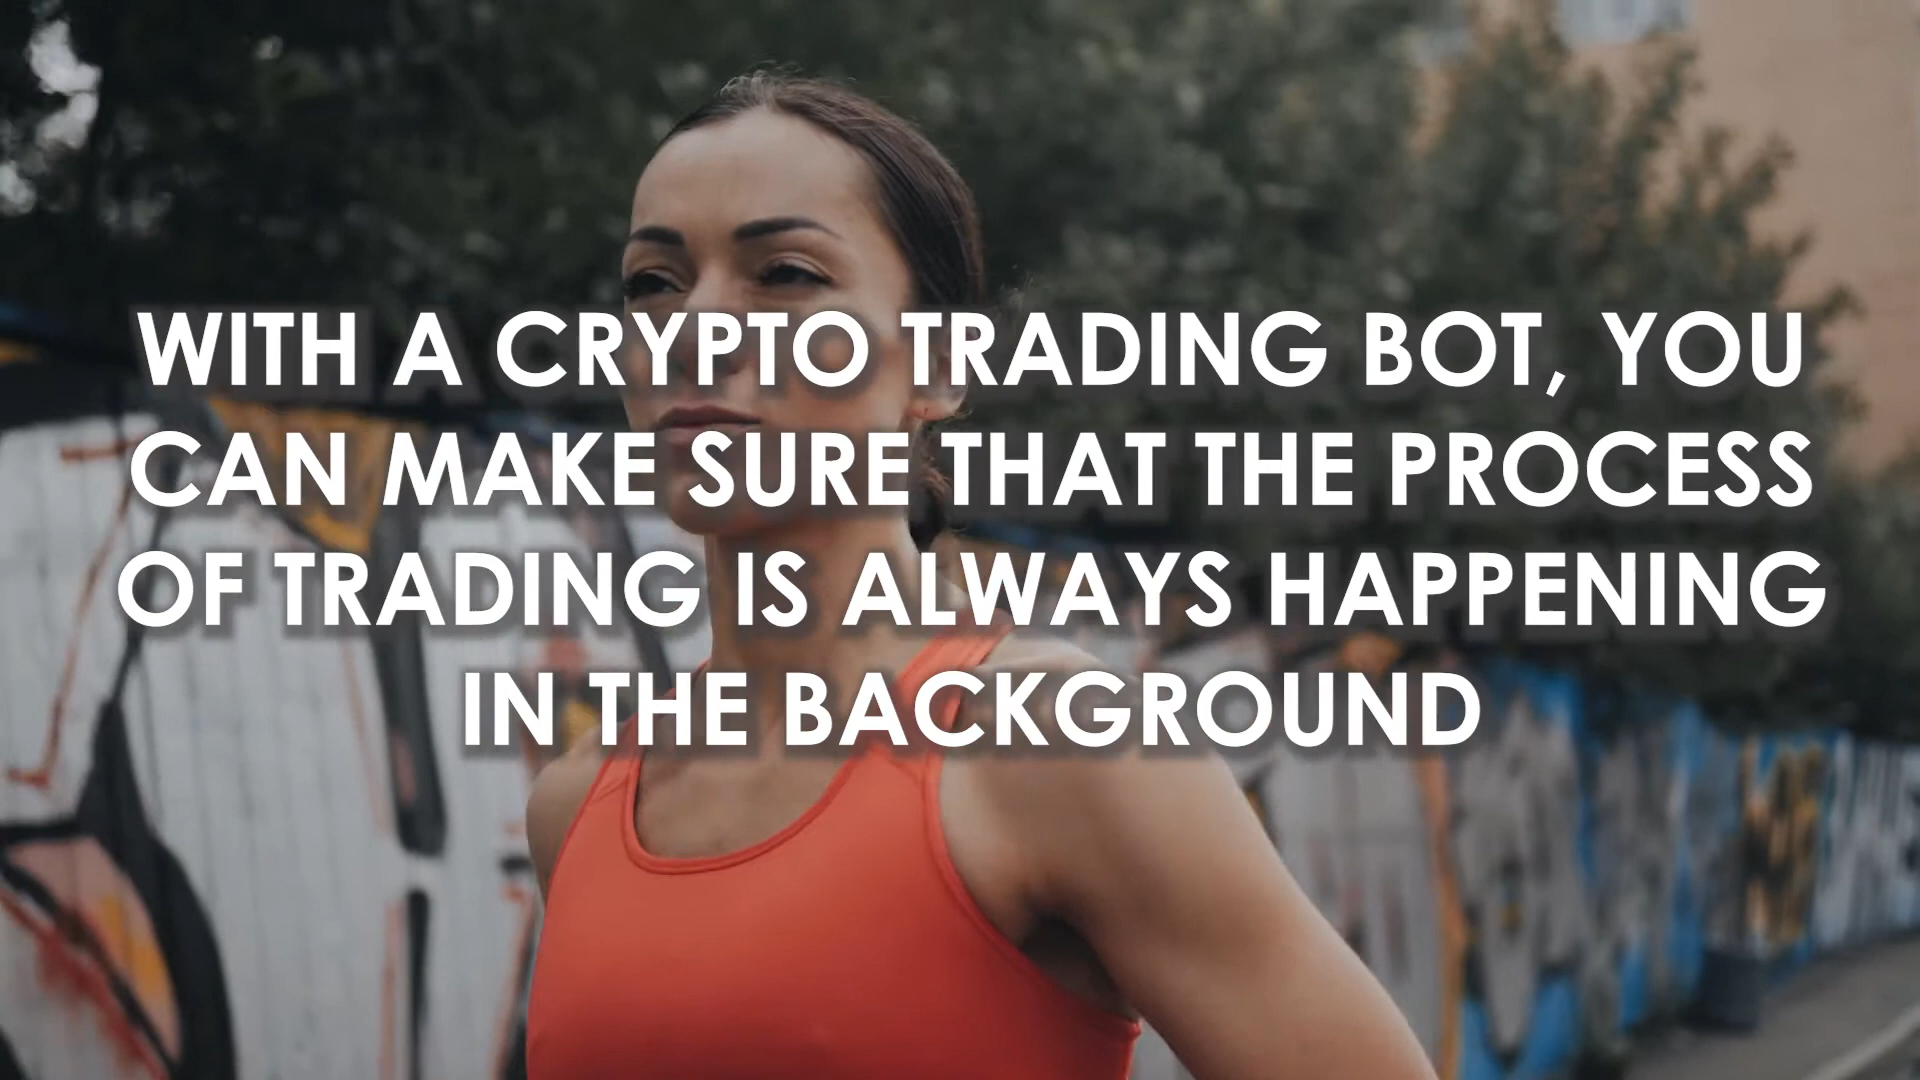 WITH A CRYPTO TRADING BOT, YOU
CAN MAKE SURE THAT THE PROCESS
OF TRADING IS ALWAYS HAPPENING
IN THE BACKGROUND